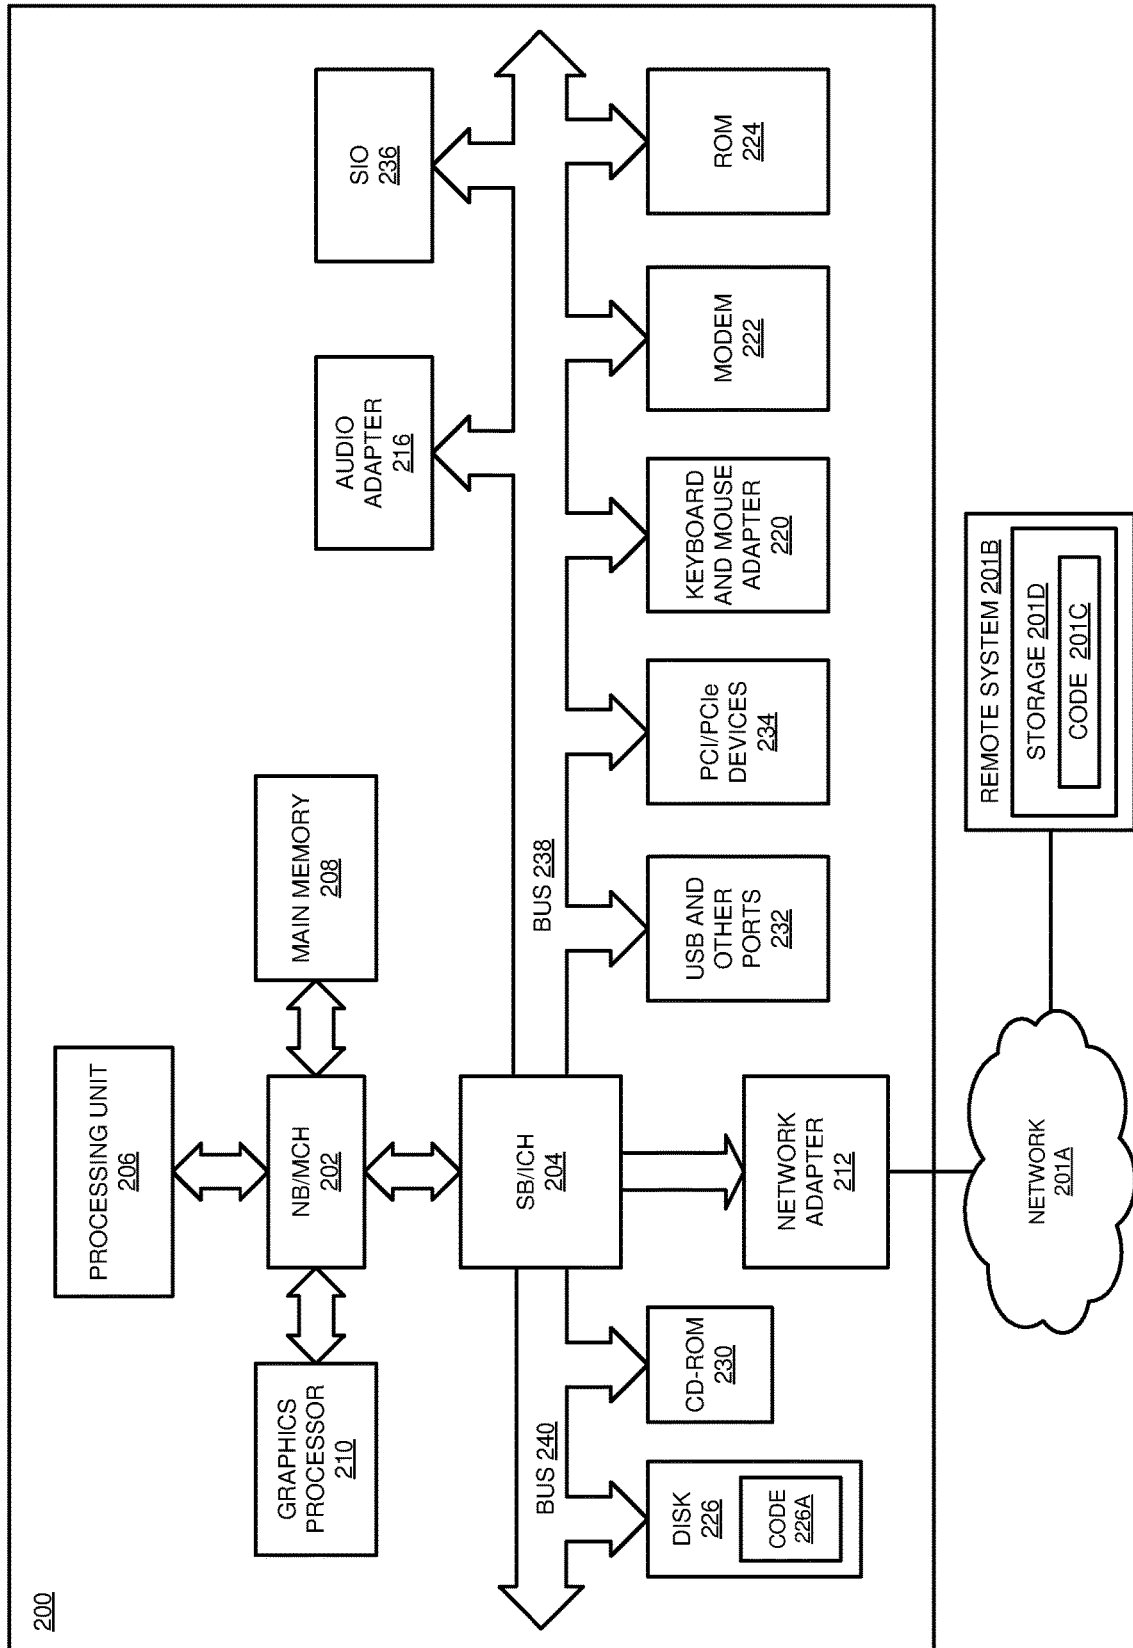 200
PROCESSING UNIT
206
GRAPHICS
PROCESSOR
210
NB/MCH
202
MAIN MEMORY
208
AUDIO
ADAPTER
216
SIO
236
SB/ICH
204
BUS 240
BUS 238
DISK
226
CODE
226A
CD-ROM
230
NETWORK
ADAPTER
212
USB AND
OTHER
PORTS
232
PCI/PCIe
DEVICES
234
KEYBOARD
AND MOUSE
ADAPTER
220
MODEM
222
ROM
224
NETWORK
201A
REMOTE SYSTEM 201B
STORAGE 201D
CODE 201C